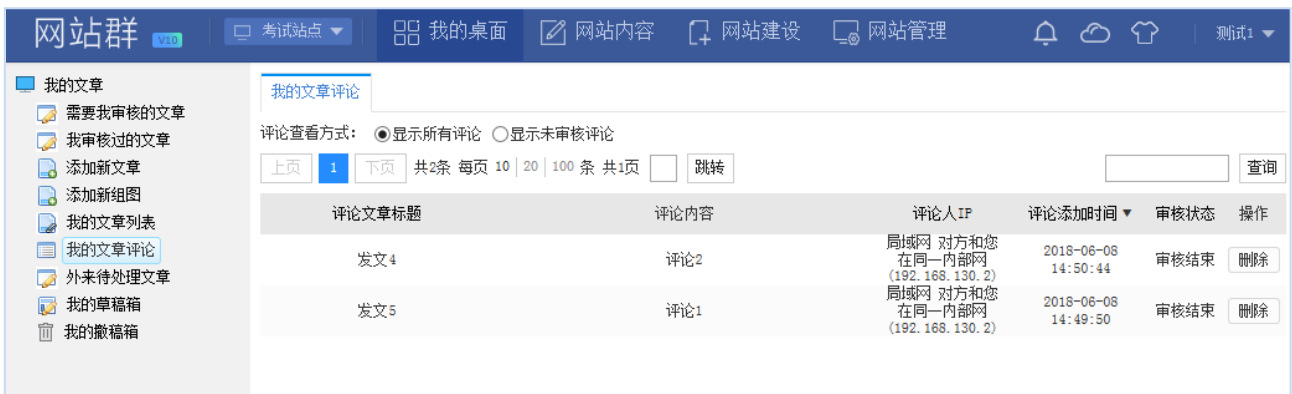 网站群 V10 考试站点 我的桌面 网站内容 网站建设 网站管理 测试1
我的文章
需要我审核的文章
我审核过的文章
添加新文章
添加新组图
我的文章列表
我的文章评论
外来待处理文章
我的草稿箱
我的撤稿箱
我的文章评论
评论查看方式： 显示所有评论 显示未审核评论
上页 1 下页 共2条 每页 10 | 20 | 100 条 共1页 跳转 查询
评论文章标题 评论内容 评论人IP 评论添加时间▼ 审核状态 操作
发文4 评论2 局域网 对方和您在同一内部网(192.168.130.2) 2018-06-08 14:50:44 审核结束 删除
发文5 评论1 局域网 对方和您在同一内部网(192.168.130.2) 2018-06-08 14:49:50 审核结束 删除